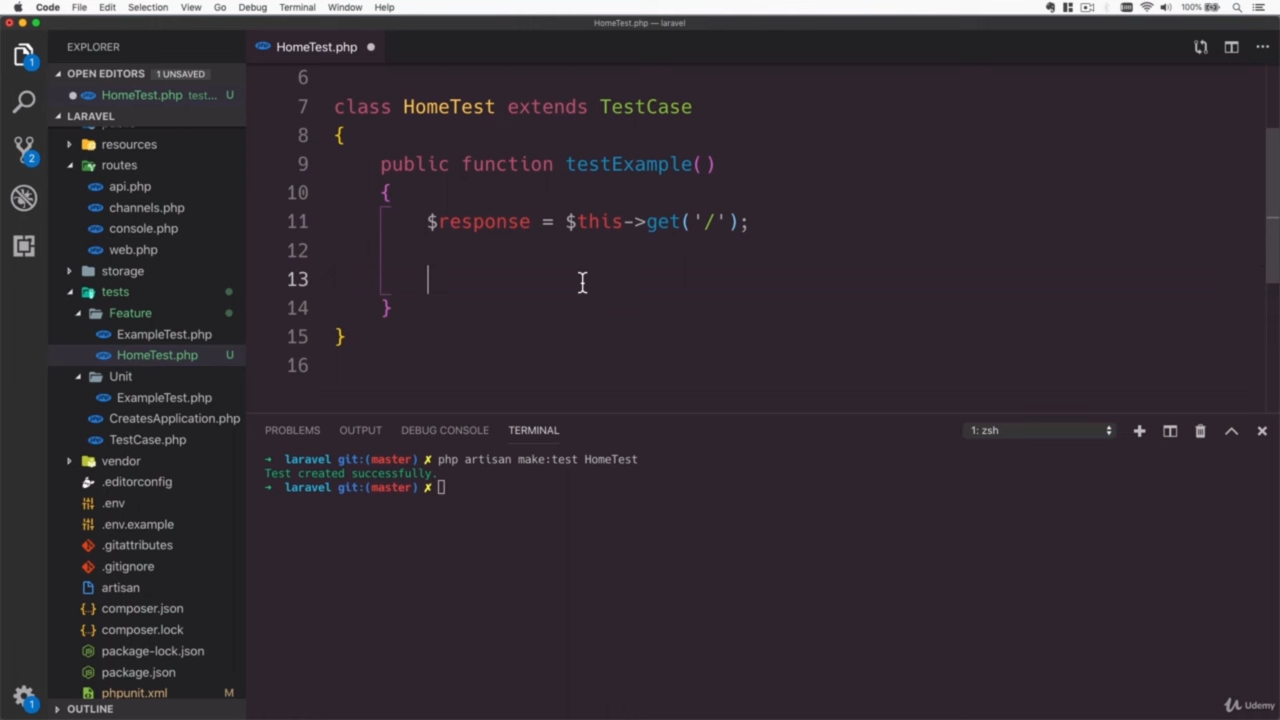 Code File Edit Selection View Go Debug Terminal Window Help 100%
HomeTest.php — laravel
EXPLORER
OPEN EDITORS 1 UNSAVED
HomeTest.php test... U
LARAVEL
resources
routes
api.php
channels.php
console.php
web.php
storage
tests
Feature
ExampleTest.php
HomeTest.php U
Unit
ExampleTest.php
CreatesApplication.php
TestCase.php
vendor
.editorconfig
.env
.env.example
.gitattributes
.gitignore
artisan
composer.json
composer.lock
package-lock.json
package.json
phpunit.xml M
OUTLINE
1
2
1
HomeTest.php
6
7 class HomeTest extends TestCase
8 {
9 public function testExample()
10 {
11 $response = $this->get('/');
12
13
14 }
15 }
16
PROBLEMS OUTPUT DEBUG CONSOLE TERMINAL 1: zsh
➜ laravel git:(master) ✗ php artisan make:test HomeTest
Test created successfully.
➜ laravel git:(master) ✗
Udemy